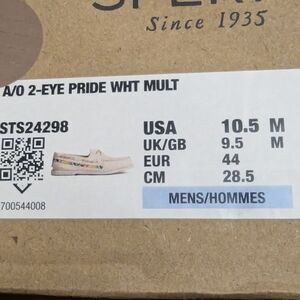 Since 1935
A/O 2-EYE PRIDE WHT MULT
STS24298
USA 10.5 M
UK/GB 9.5 M
EUR 44
CM 28.5
700544008
MENS/HOMMES